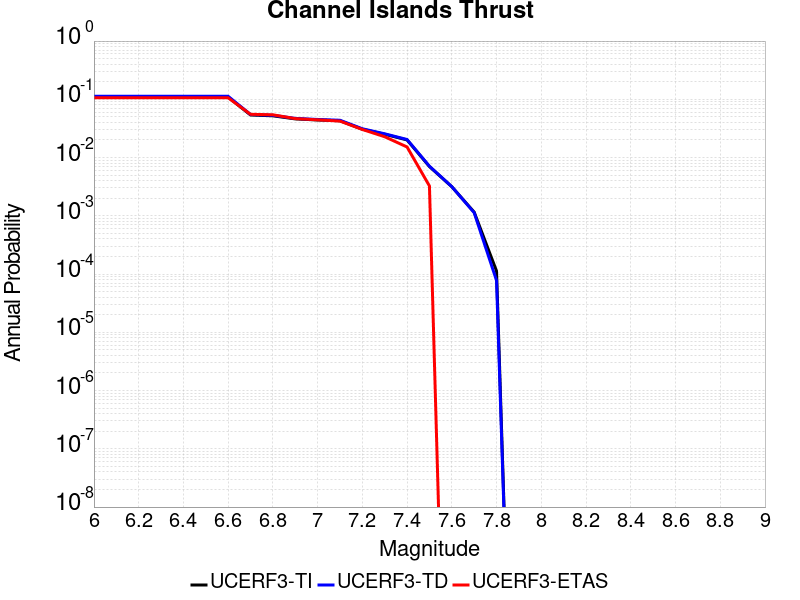 Channel Islands Thrust
10^0
10^-1
10^-2
10^-3
10^-4
10^-5
10^-6
10^-7
10^-8
Annual Probability
6 6.2 6.4 6.6 6.8 7 7.2 7.4 7.6 7.8 8 8.2 8.4 8.6 8.8 9
Magnitude
UCERF3-TI UCERF3-TD UCERF3-ETAS